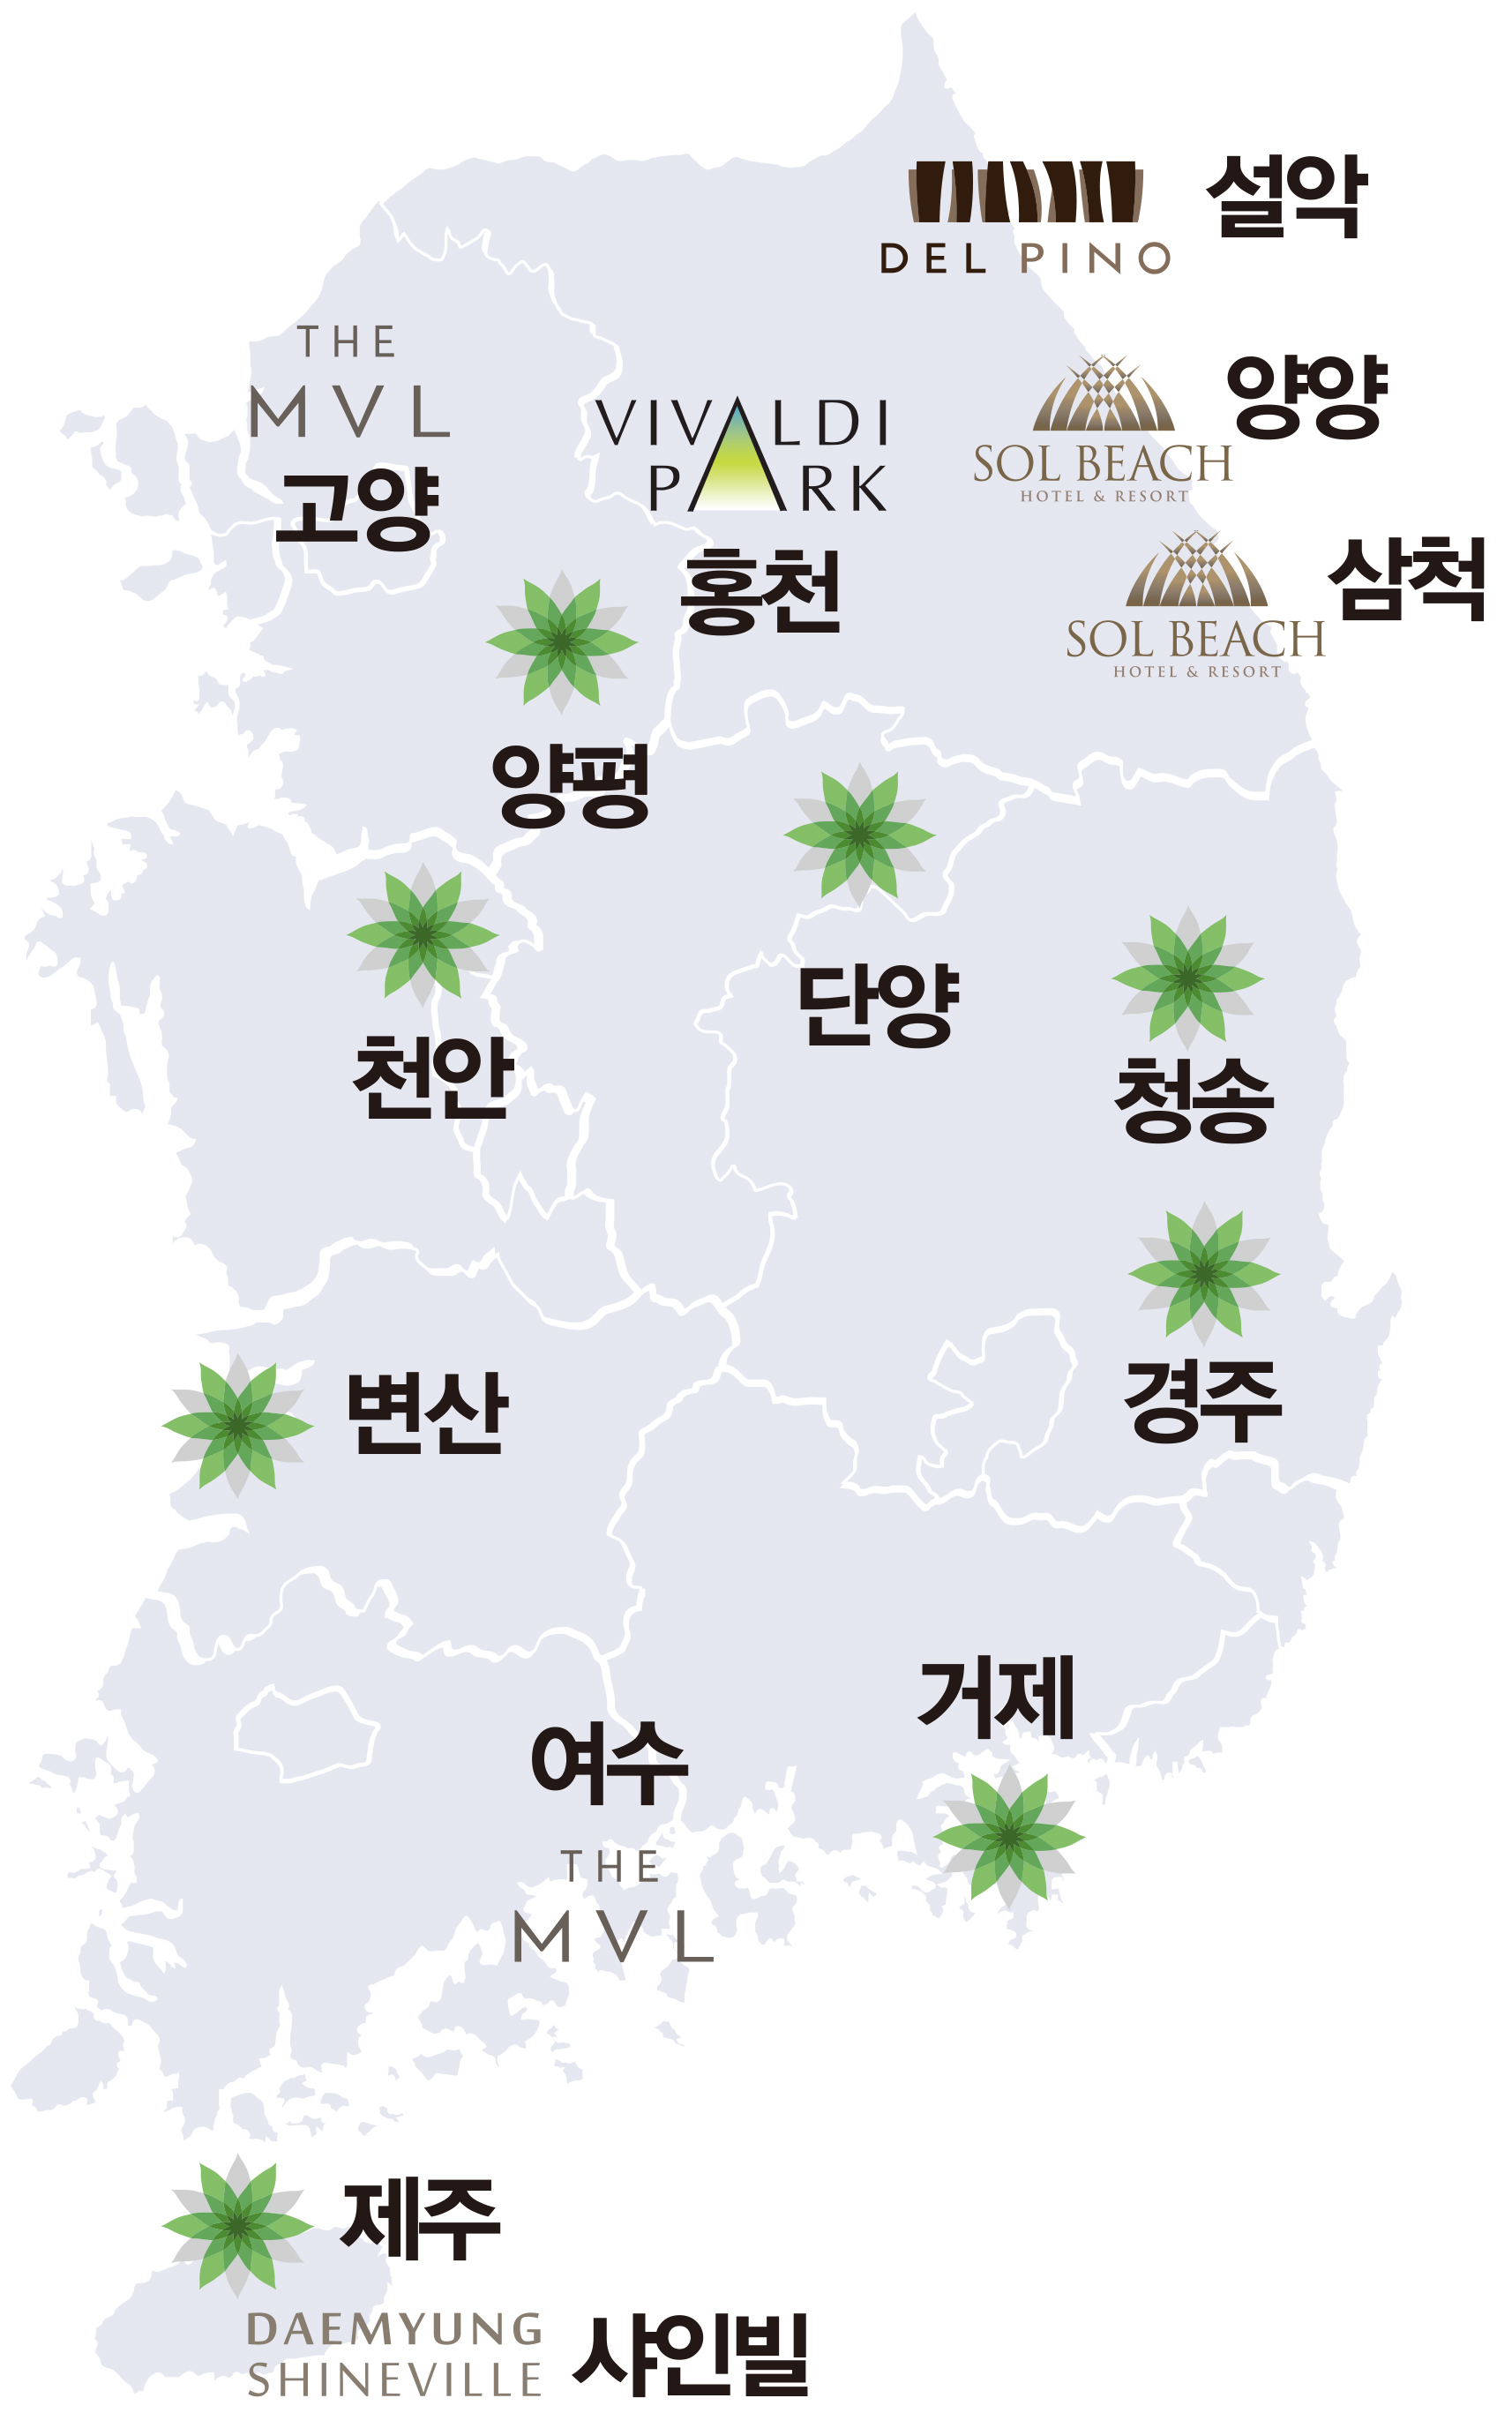 DEL PINO
설악
THE
MVL
고양
VIVALDI
PARK
홍천
SOL BEACH
HOTEL & RESORT
양양
SOL BEACH
HOTEL & RESORT
삼척
양평
천안
단양
청송
경주
변산
거제
여수
THE
MVL
제주
DAEMYUNG
SHINEVILLE
샤인빌